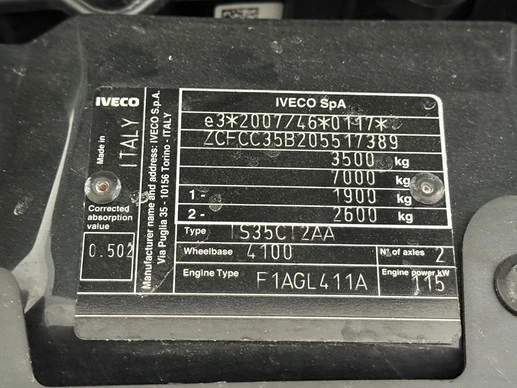 IVECO
Made in
ITALY
Corrected
absorption
value
0.502
Manufacturer name and address: IVECO S.p.A.
Via Puglia 35 - 10156 Torino - ITALY
IVECO SpA
e3*2007/46*0117*
ZCFCC35B205517389
3500 kg
7000 kg
1 - 1900 kg
2 - 2600 kg
Type IS35CI2AA
Wheelbase 4100 N.º of axles 2
Engine Type F1AGL411A Engine power kW 115